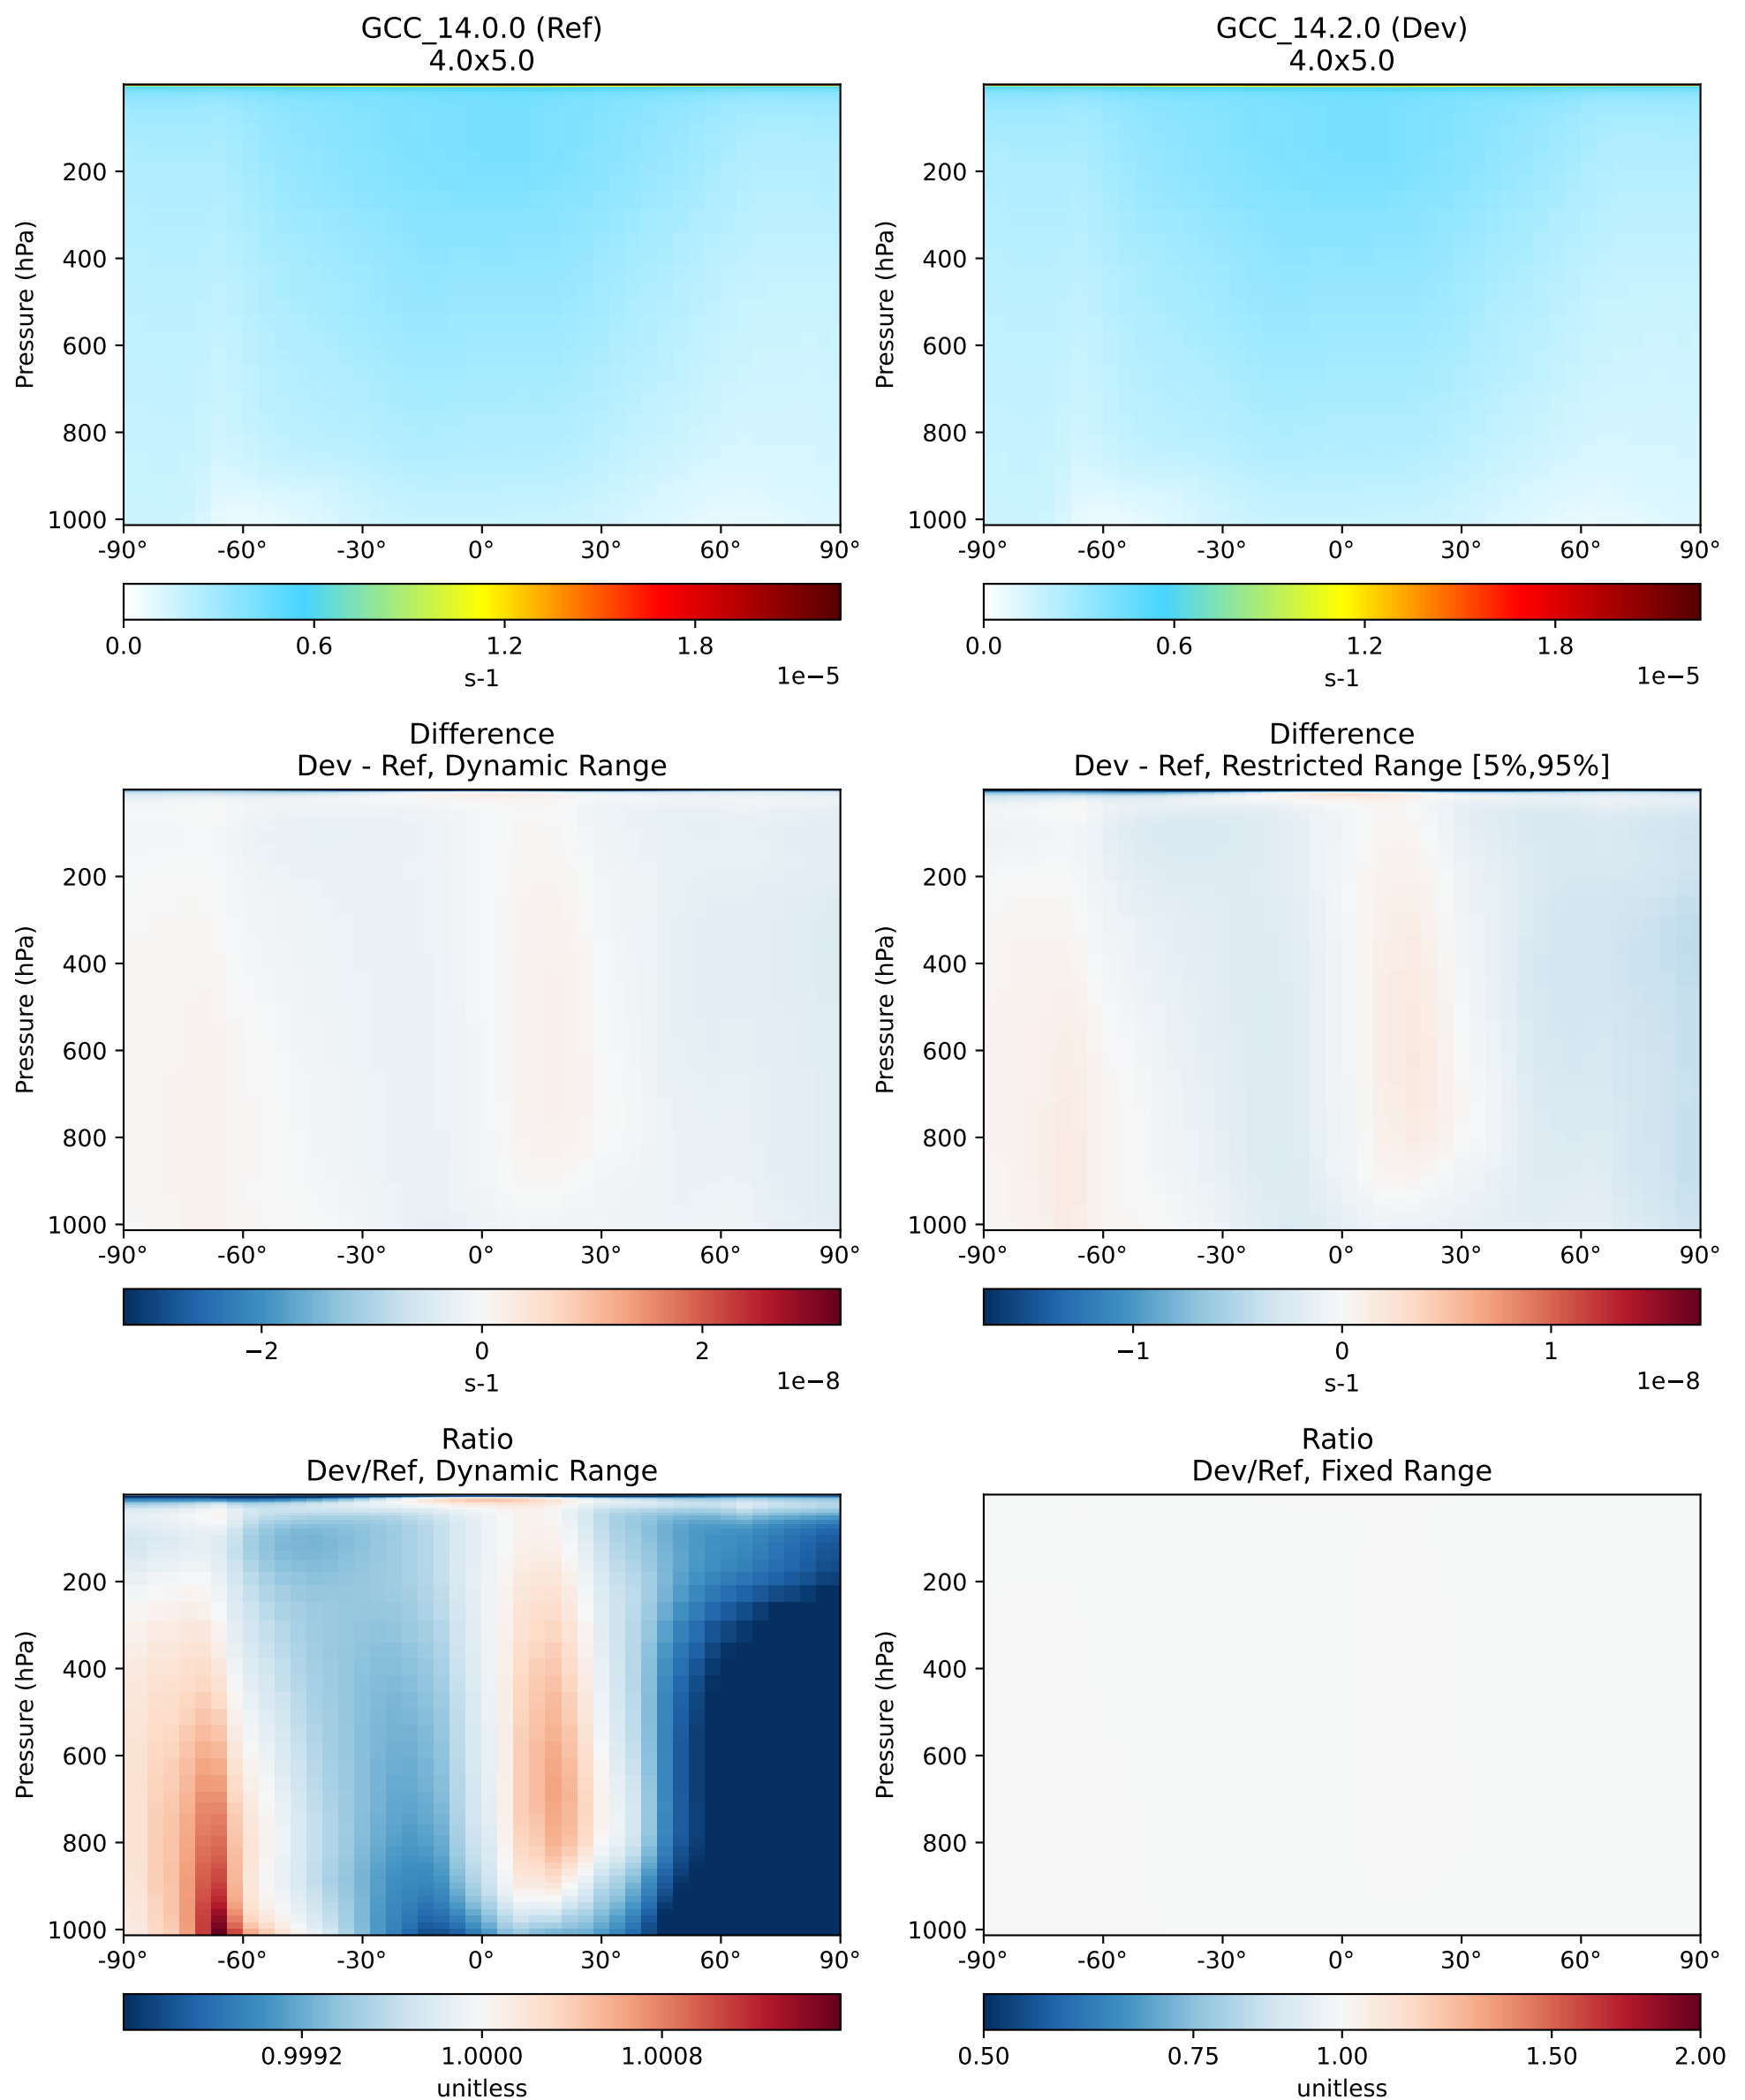 GCC_14.0.0 (Ref)
4.0x5.0
Pressure (hPa)
200
400
600
800
1000
-90° -60° -30° 0° 30° 60° 90°
0.0 0.6 1.2 1.8
s-1 1e−5
GCC_14.2.0 (Dev)
4.0x5.0
Pressure (hPa)
200
400
600
800
1000
-90° -60° -30° 0° 30° 60° 90°
0.0 0.6 1.2 1.8
s-1 1e−5
Difference
Dev - Ref, Dynamic Range
Pressure (hPa)
200
400
600
800
1000
-90° -60° -30° 0° 30° 60° 90°
−2 0 2
s-1 1e−8
Difference
Dev - Ref, Restricted Range [5%,95%]
Pressure (hPa)
200
400
600
800
1000
-90° -60° -30° 0° 30° 60° 90°
−1 0 1
s-1 1e−8
Ratio
Dev/Ref, Dynamic Range
Pressure (hPa)
200
400
600
800
1000
-90° -60° -30° 0° 30° 60° 90°
0.9992 1.0000 1.0008
unitless
Ratio
Dev/Ref, Fixed Range
Pressure (hPa)
200
400
600
800
1000
-90° -60° -30° 0° 30° 60° 90°
0.50 0.75 1.00 1.50 2.00
unitless